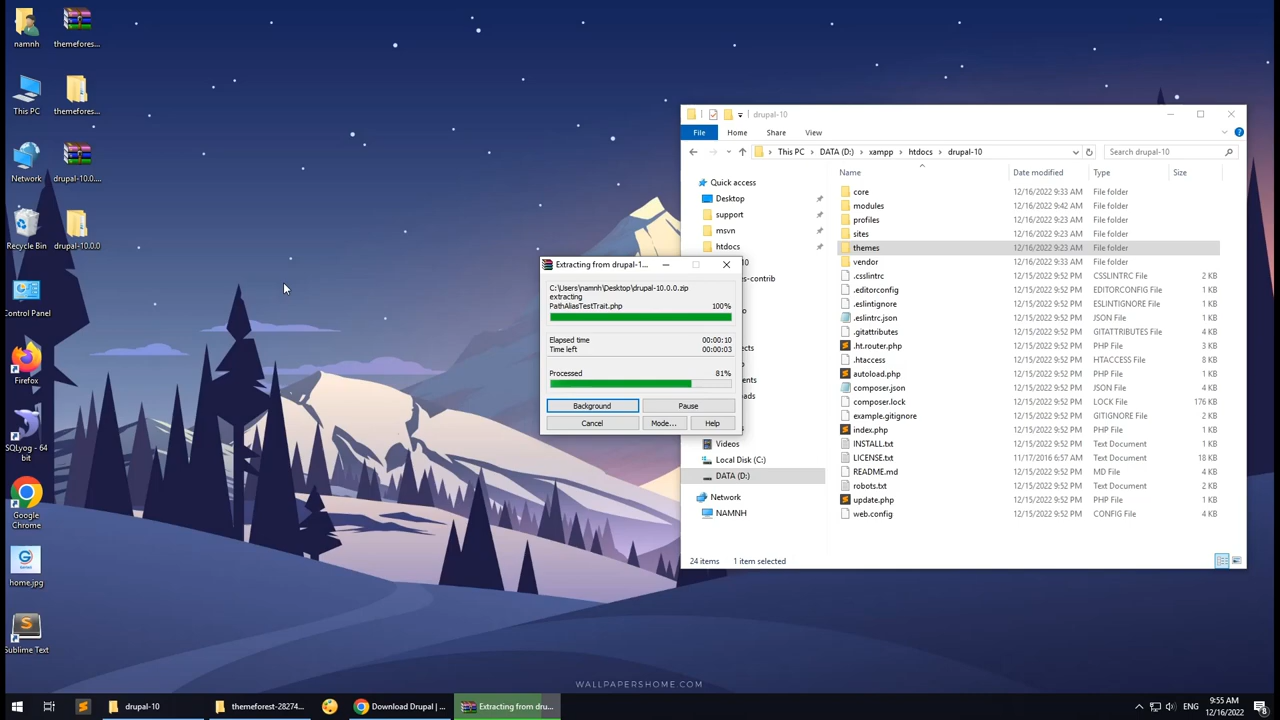 namnh
themefores...
This PC
themefores...
Network
drupal-10.0....
Recycle Bin
drupal-10.0.0
Control Panel
Firefox
SQLyog - 64
bit
Google
Chrome
home.jpg
Sublime Text
drupal-10
File
Home
Share
View
This PC
DATA (D:)
xampp
htdocs
drupal-10
Search drupal-10
Name
Date modified
Type
Size
Quick access
Desktop
support
msvn
htdocs
Videos
Local Disk (C:)
DATA (D:)
Network
NAMNH
core 12/16/2022 9:33 AM File folder
modules 12/16/2022 9:42 AM File folder
profiles 12/16/2022 9:23 AM File folder
sites 12/16/2022 9:23 AM File folder
themes 12/16/2022 9:23 AM File folder
vendor 12/16/2022 9:33 AM File folder
.csslintrc 12/15/2022 9:52 PM CSSLINTRC File 2 KB
.editorconfig 12/15/2022 9:52 PM EDITORCONFIG File 1 KB
.eslintignore 12/15/2022 9:52 PM ESLINTIGNORE File 1 KB
.eslintrc.json 12/15/2022 9:52 PM JSON File 1 KB
.gitattributes 12/15/2022 9:52 PM GITATTRIBUTES File 4 KB
.ht.router.php 12/15/2022 9:52 PM PHP File 3 KB
.htaccess 12/15/2022 9:52 PM HTACCESS File 8 KB
autoload.php 12/15/2022 9:52 PM PHP File 1 KB
composer.json 12/15/2022 9:52 PM JSON File 4 KB
composer.lock 12/15/2022 9:52 PM LOCK File 176 KB
example.gitignore 12/15/2022 9:52 PM GITIGNORE File 2 KB
index.php 12/15/2022 9:52 PM PHP File 1 KB
INSTALL.txt 12/15/2022 9:52 PM Text Document 1 KB
LICENSE.txt 11/17/2016 6:57 AM Text Document 18 KB
README.md 12/15/2022 9:52 PM MD File 6 KB
robots.txt 12/15/2022 9:52 PM Text Document 2 KB
update.php 12/15/2022 9:52 PM PHP File 1 KB
web.config 12/15/2022 9:52 PM CONFIG File 4 KB
24 items
1 item selected
Extracting from drupal-1...
C:\Users\namnh\Desktop\drupal-10.0.0.zip
extracting
PathAliasTestTrait.php 100%
Elapsed time 00:00:10
Time left 00:00:03
Processed 81%
Background
Pause
Cancel
Mode...
Help
WALLPAPERSHOME.COM
drupal-10
themeforest-28274...
Download Drupal | ...
Extracting from dru...
ENG
9:55 AM
12/16/2022
8